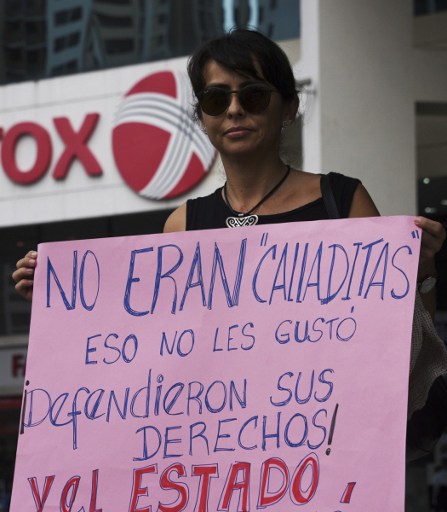 rox
NO ERAN "CALLADITAS"
ESO NO LES GUSTÓ
¡Defendieron SUS
DERECHOS!
Y el ESTADO